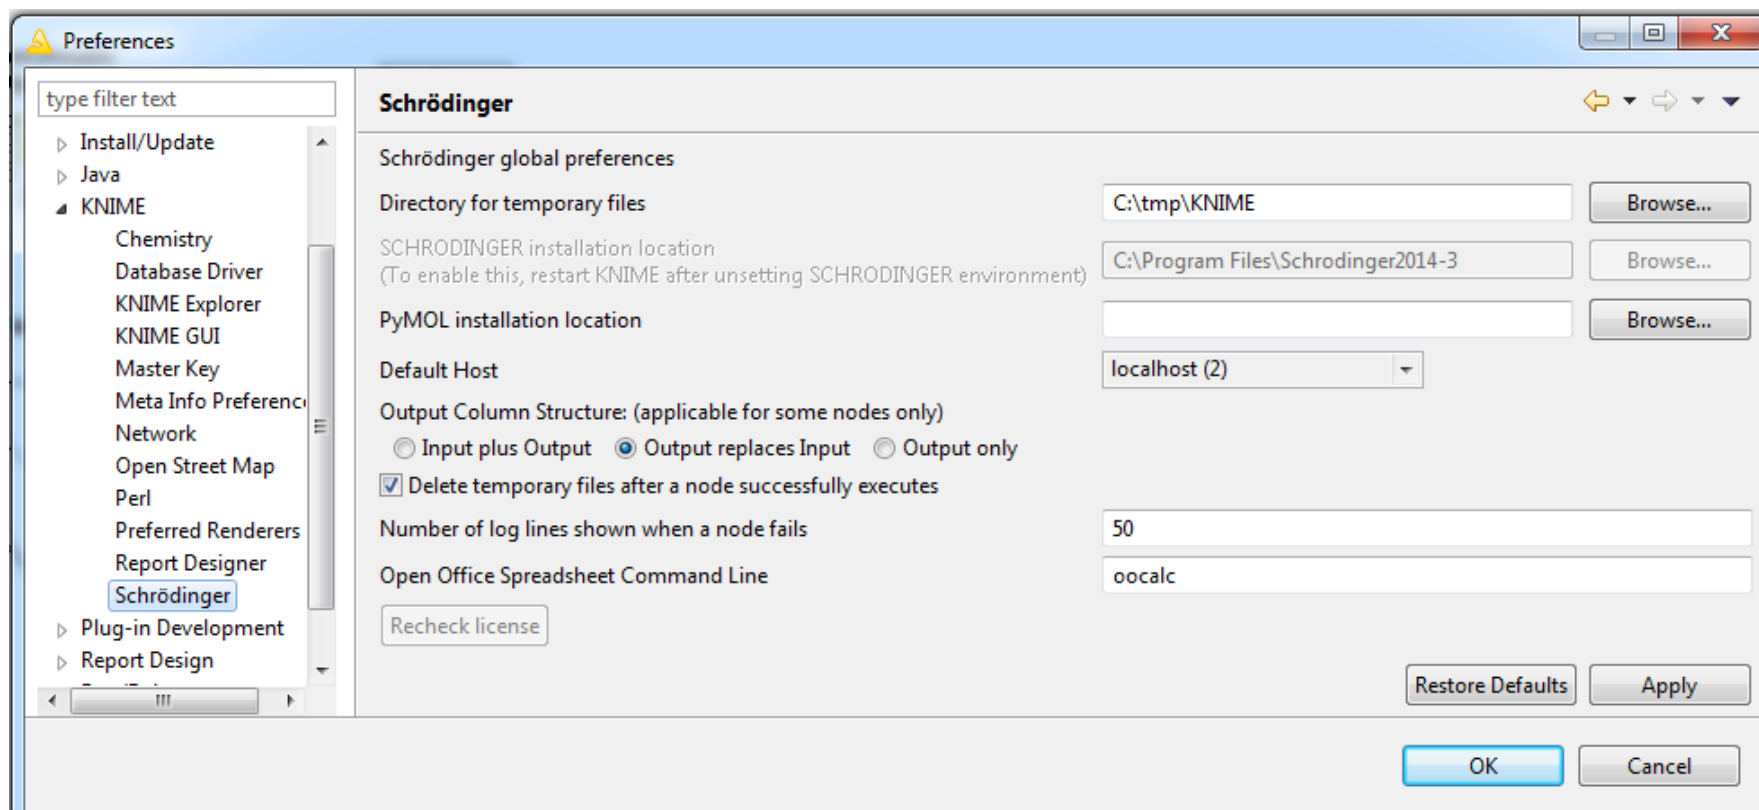 Preferences
type filter text
Install/Update
Java
KNIME
Chemistry
Database Driver
KNIME Explorer
KNIME GUI
Master Key
Meta Info Preferenc
Network
Open Street Map
Perl
Preferred Renderers
Report Designer
Schrödinger
Plug-in Development
Report Design
Schrödinger
Schrödinger global preferences
Directory for temporary files C:\tmp\KNIME Browse...
SCHRODINGER installation location
(To enable this, restart KNIME after unsetting SCHRODINGER environment) C:\Program Files\Schrodinger2014-3 Browse...
PyMOL installation location Browse...
Default Host localhost (2)
Output Column Structure: (applicable for some nodes only)
Input plus Output Output replaces Input Output only
Delete temporary files after a node successfully executes
Number of log lines shown when a node fails 50
Open Office Spreadsheet Command Line oocalc
Recheck license
Restore Defaults Apply
OK Cancel